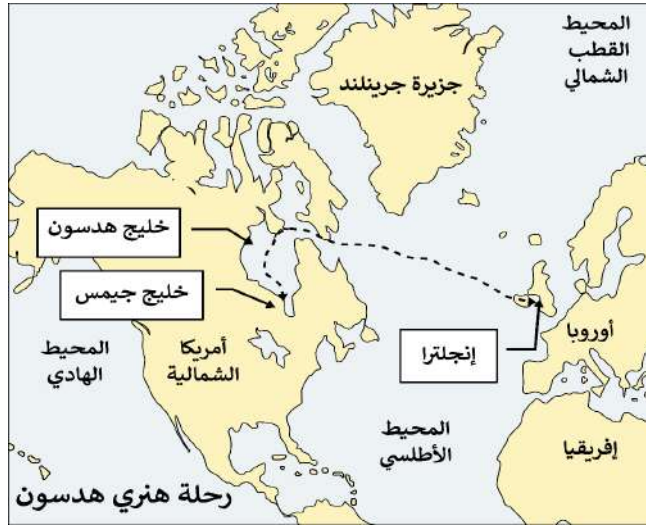 المحيط
القطب
الشمالي
جزيرة جرينلند
خليج هدسون
خليج جيمس
إنجلترا
أوروبا
أمريكا
الشمالية
المحيط
الهادي
المحيط
الأطلسي
إفريقيا
رحلة هنري هدسون